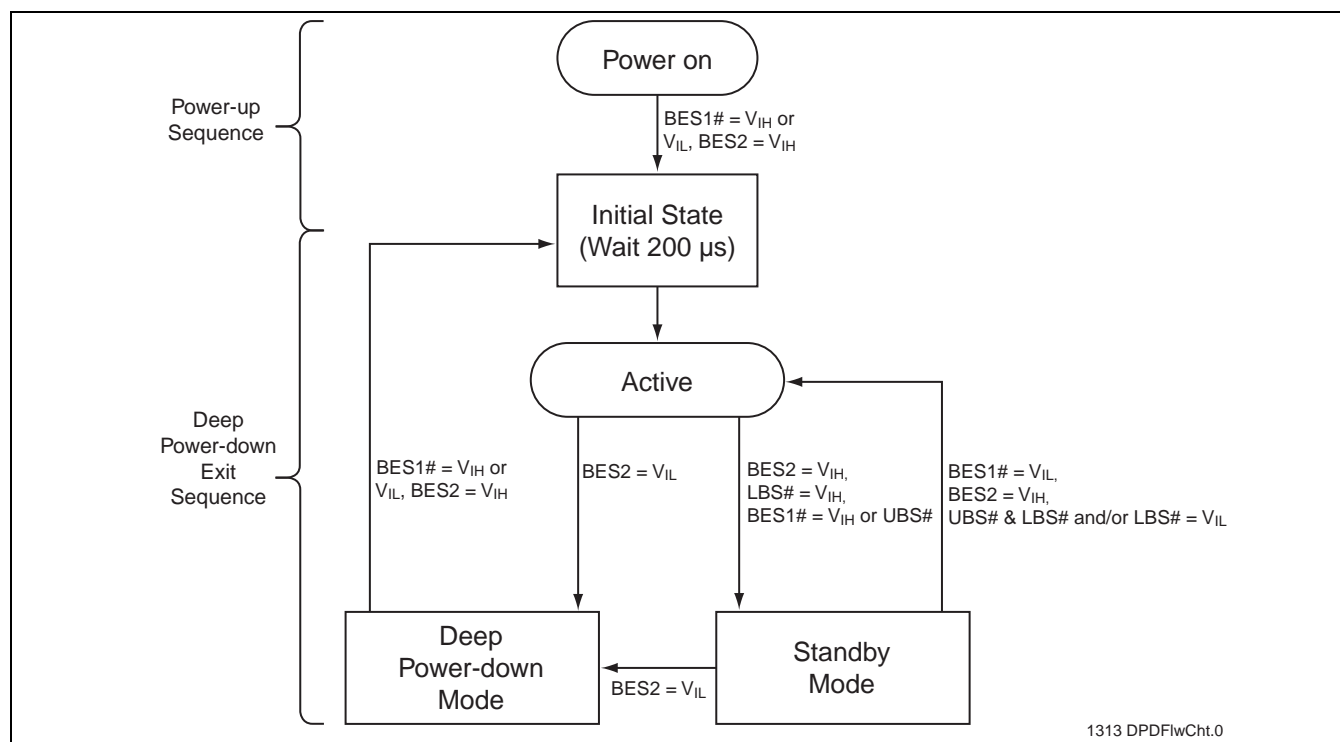 Power on
Power-up
Sequence
BES1# = VIH or
VIL, BES2 = VIH
Initial State
(Wait 200 µs)
Active
Deep
Power-down
Exit
Sequence
BES1# = VIH or
VIL, BES2 = VIH
BES2 = VIL
BES2 = VIH,
LBS# = VIH,
BES1# = VIH or UBS#
BES1# = VIL,
BES2 = VIH,
UBS# & LBS# and/or LBS# = VIL
Deep
Power-down
Mode
BES2 = VIL
Standby
Mode
1313 DPDFlwCht.0